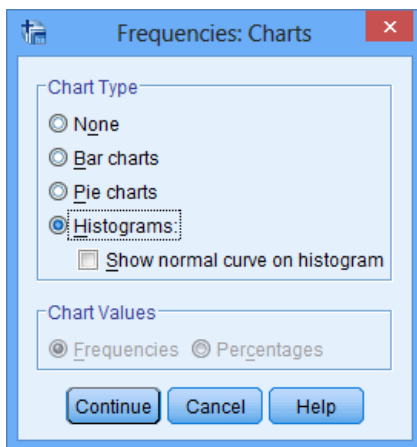 Frequencies: Charts
Chart Type
None
Bar charts
Pie charts
Histograms:
Show normal curve on histogram
Chart Values
Frequencies Percentages
Continue Cancel Help